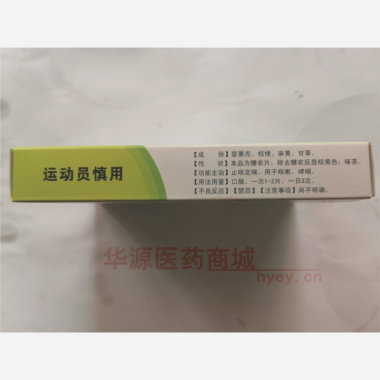 运动员慎用
【成　份】罂粟壳、桔梗、麻黄、甘草。
【性　状】本品为糖衣片，除去糖衣后显棕黑色；味苦。
【功能主治】止咳定喘。用于咳嗽，哮喘。
【用法用量】口服，一次1-2片，一日3次。
【不良反应】【禁忌】【注意事项】尚不明确。
华源医药商城
hyey.cn